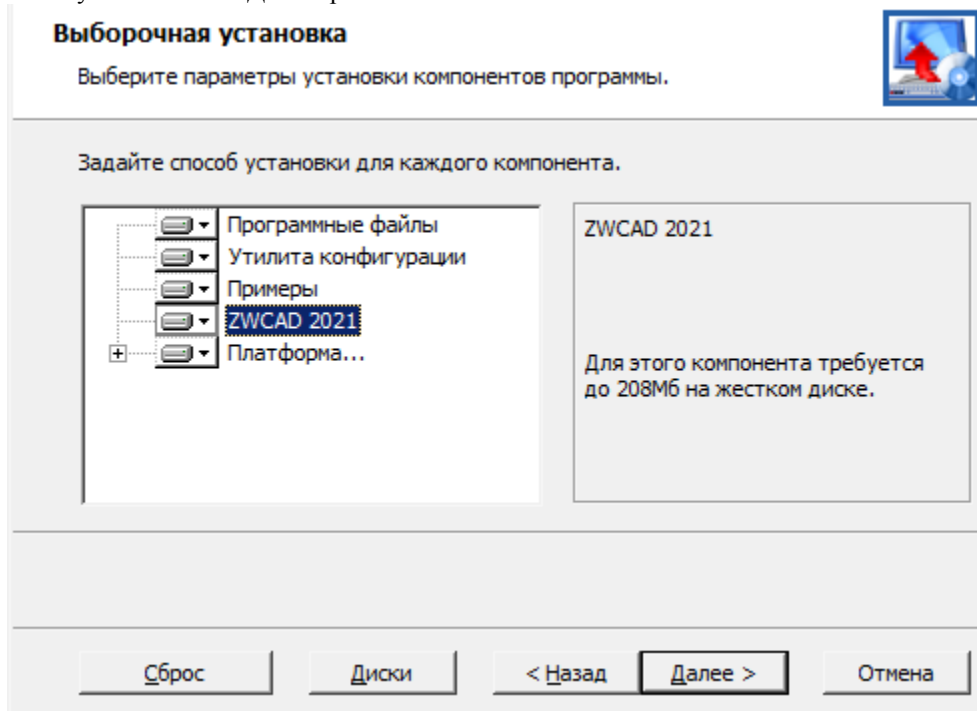 Выборочная установка
Выберите параметры установки компонентов программы.
Задайте способ установки для каждого компонента.
Программные файлы
Утилита конфигурации
Примеры
ZWCAD 2021
Платформа...
ZWCAD 2021
Для этого компонента требуется
до 208Мб на жестком диске.
Сброс
Диски
< Назад
Далее >
Отмена